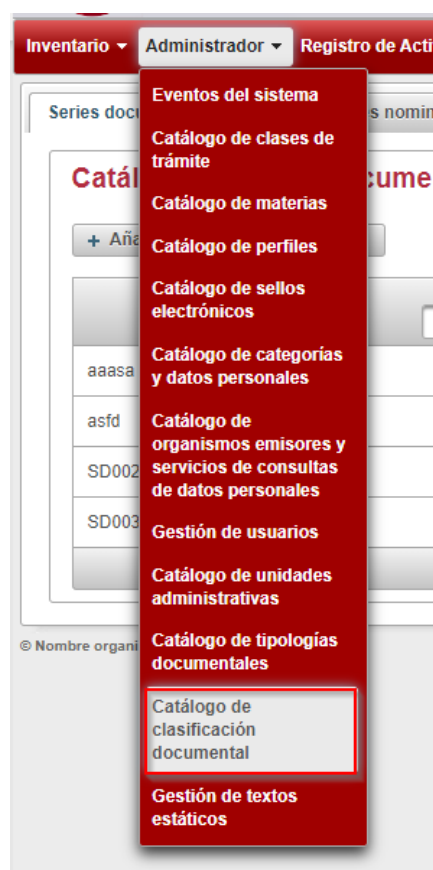 Inventario Administrador Registro de Acti
Eventos del sistema
Catálogo de clases de
trámite
Catálogo de materias
Catálogo de perfiles
Catálogo de sellos
electrónicos
Catálogo de categorías
y datos personales
Catálogo de
organismos emisores y
servicios de consultas
de datos personales
Gestión de usuarios
Catálogo de unidades
administrativas
Catálogo de tipologías
documentales
Catálogo de
clasificación
documental
Gestión de textos
estáticos
Series docu
s nomin
Catál
cume
+ Aña
aaasa
asfd
SD002
SD003
© Nombre organi